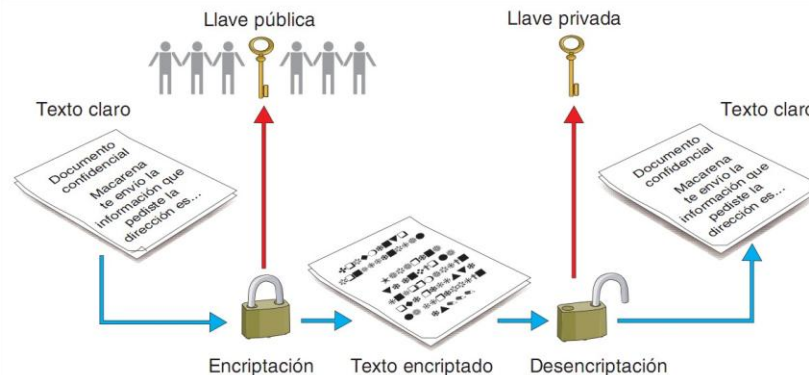 Llave pública
Llave privada
Texto claro
Texto claro
Documento
confidencial
Macarena
te envío la
información que
pediste la
dirección es...
Documento
confidencial
Macarena
te envío la
información que
pediste la
dirección es...
Encriptación
Texto encriptado
Desencriptación